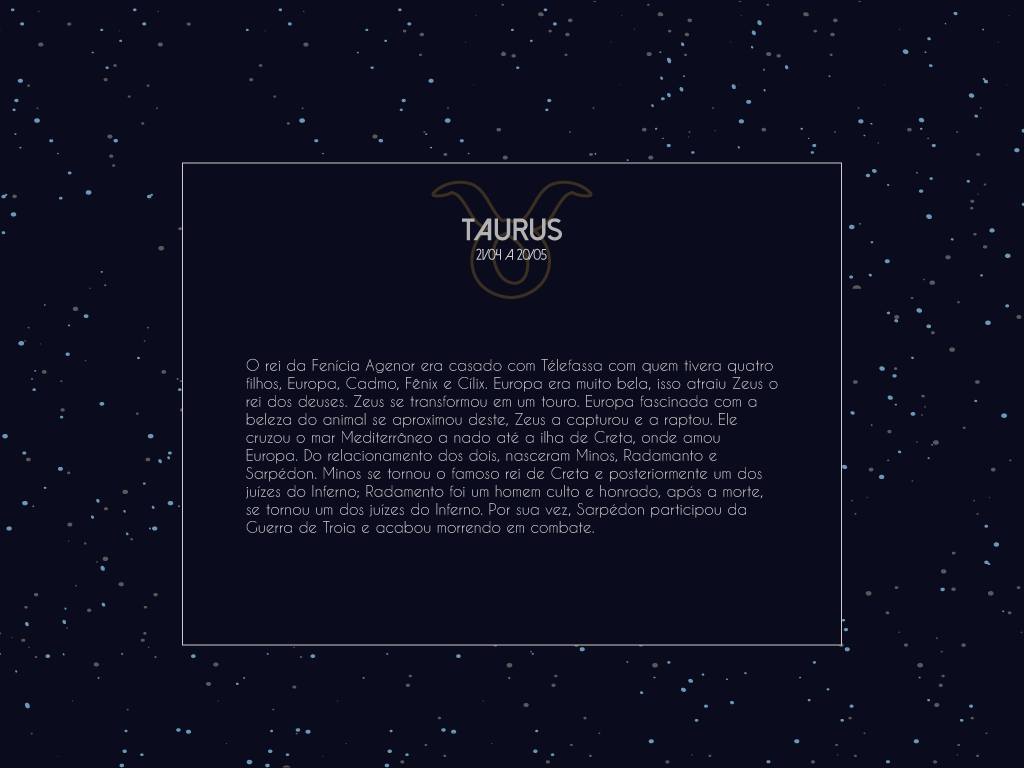 TAURUS
21/04 A 20/05
O rei da Fenícia Agenor era casado com Télefassa com quem tivera quatro
filhos, Europa, Cadmo, Fênix e Cílix. Europa era muito bela, isso atraiu Zeus o
rei dos deuses. Zeus se transformou em um touro. Europa fascinada com a
beleza do animal se aproximou deste, Zeus a capturou e a raptou. Ele
cruzou o mar Mediterrâneo a nado até a ilha de Creta, onde amou
Europa. Do relacionamento dos dois, nasceram Minos, Radamanto e
Sarpédon. Minos se tornou o famoso rei de Creta e posteriormente um dos
juízes do Inferno; Radamento foi um homem culto e honrado, após a morte,
se tornou um dos juízes do Inferno. Por sua vez, Sarpédon participou da
Guerra de Troia e acabou morrendo em combate.